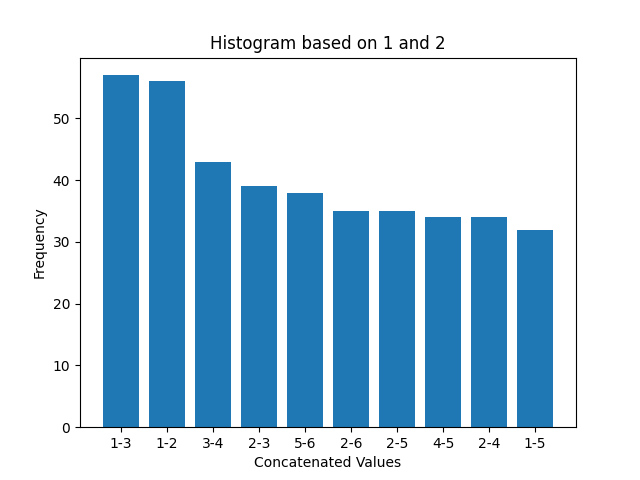 Histogram based on 1 and 2
50
40
30
20
10
0
Frequency
1-3 1-2 3-4 2-3 5-6 2-6 2-5 4-5 2-4 1-5
Concatenated Values